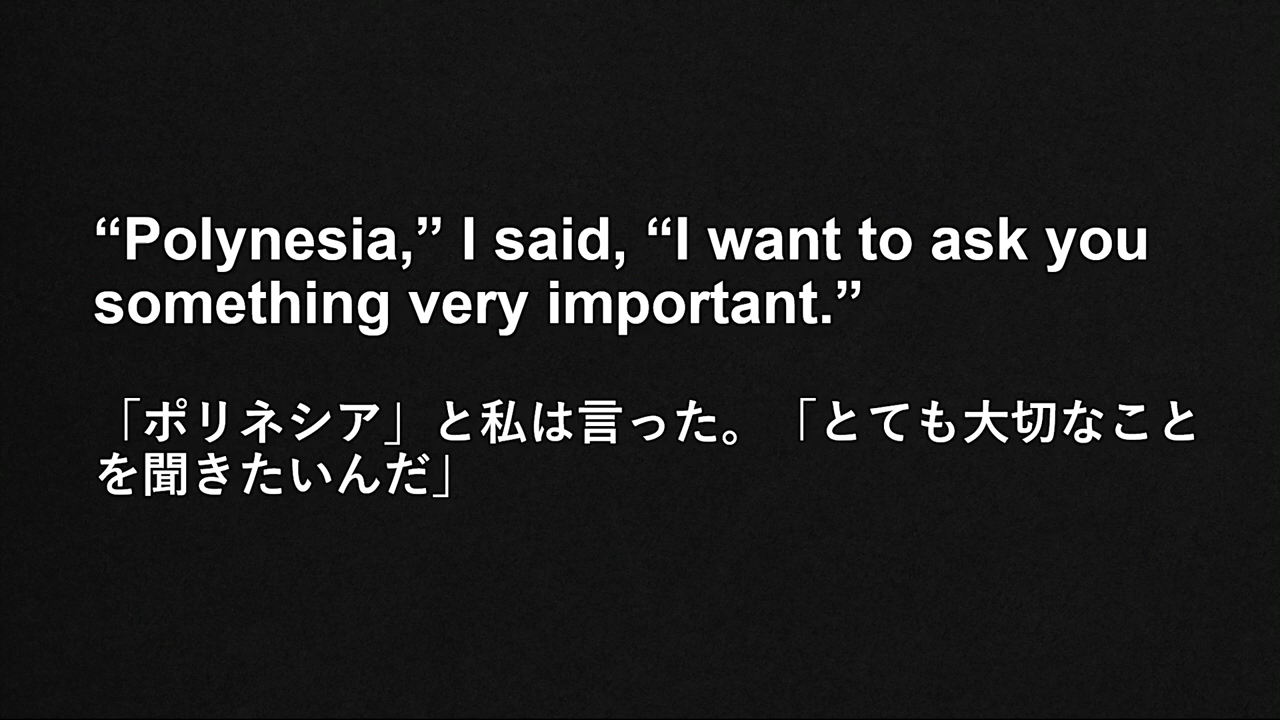 “Polynesia,” I said, “I want to ask you
something very important.”
「ポリネシア」と私は言った。 「とても大切なこと
を聞きたいんだ」